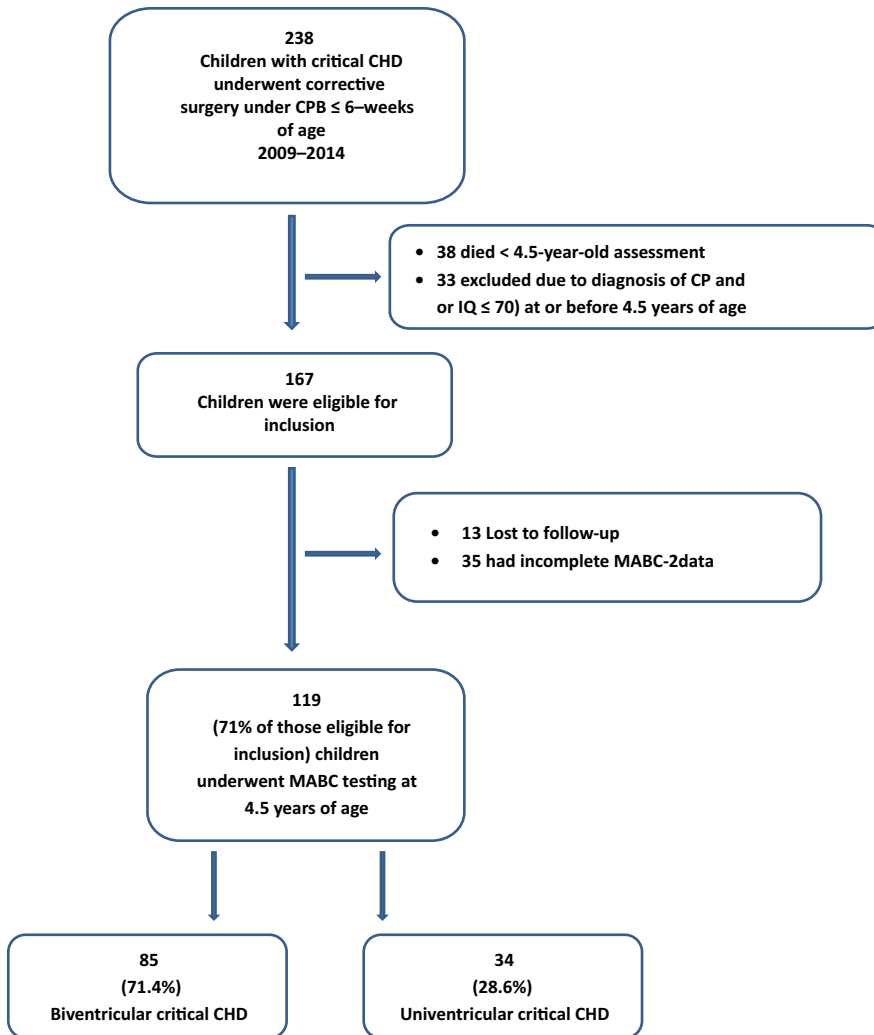 238
Children with critical CHD
underwent corrective
surgery under CPB ≤ 6–weeks
of age
2009–2014
• 38 died < 4.5-year-old assessment
• 33 excluded due to diagnosis of CP and
or IQ ≤ 70) at or before 4.5 years of age
167
Children were eligible for
inclusion
• 13 Lost to follow-up
• 35 had incomplete MABC-2data
119
(71% of those eligible for
inclusion) children
underwent MABC testing at
4.5 years of age
85
(71.4%)
Biventricular critical CHD
34
(28.6%)
Univentricular critical CHD